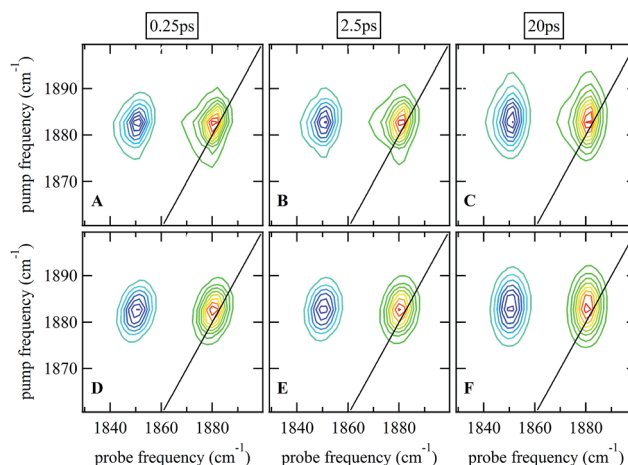 0.25ps 2.5ps 20ps
pump frequency (cm-1)
1890
1880
1870
A B C
pump frequency (cm-1)
1890
1880
1870
D E F
1840 1860 1880 1840 1860 1880 1840 1860 1880
probe frequency (cm-1) probe frequency (cm-1) probe frequency (cm-1)